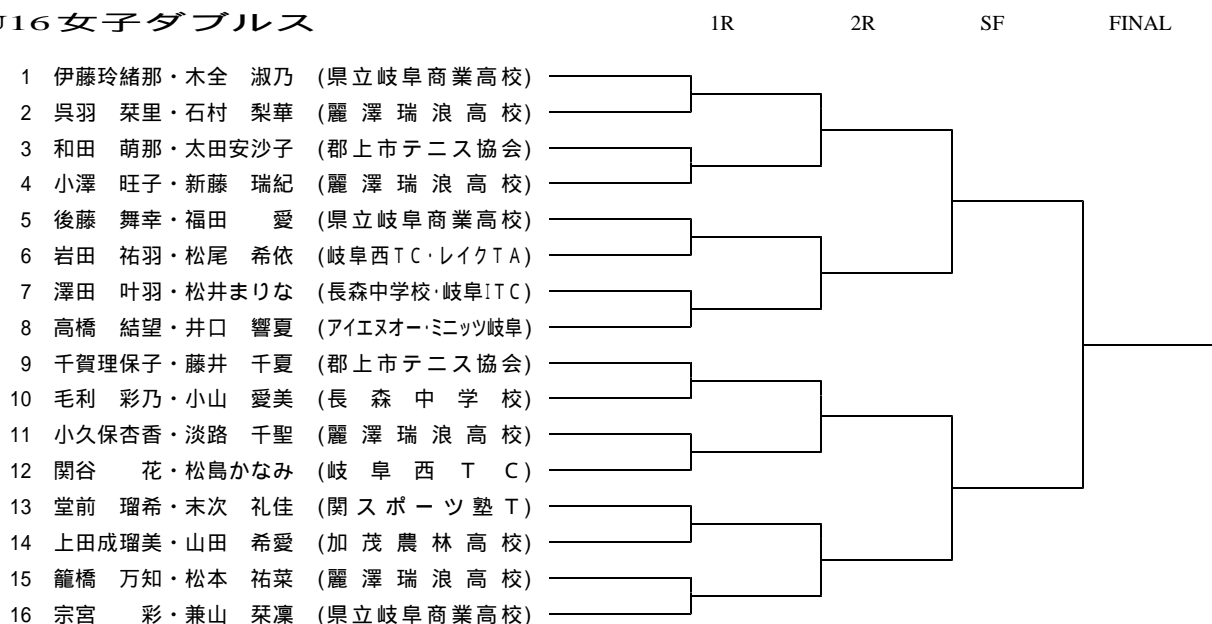 U16女子ダブルス 1R 2R SF FINAL
1 伊藤玲緒那・木全 淑乃 (県立岐阜商業高校)
2 呉羽 栞里・石村 梨華 (麗澤瑞浪高校)
3 和田 萌那・太田安沙子 (郡上市テニス協会)
4 小澤 旺子・新藤 瑞紀 (麗澤瑞浪高校)
5 後藤 舞幸・福田 愛 (県立岐阜商業高校)
6 岩田 祐羽・松尾 希依 (岐阜西TC・レイクTA)
7 澤田 叶羽・松井まりな (長森中学校・岐阜ITC)
8 高橋 結望・井口 響夏 (アイエヌオー・ミニッツ岐阜)
9 千賀理保子・藤井 千夏 (郡上市テニス協会)
10 毛利 彩乃・小山 愛美 (長森中学校)
11 小久保杏香・淡路 千聖 (麗澤瑞浪高校)
12 関谷 花・松島かなみ (岐阜西TC)
13 堂前 瑠希・末次 礼佳 (関スポーツ塾T)
14 上田成瑠美・山田 希愛 (加茂農林高校)
15 籠橋 万知・松本 祐菜 (麗澤瑞浪高校)
16 宗宮 彩・兼山 栞凜 (県立岐阜商業高校)